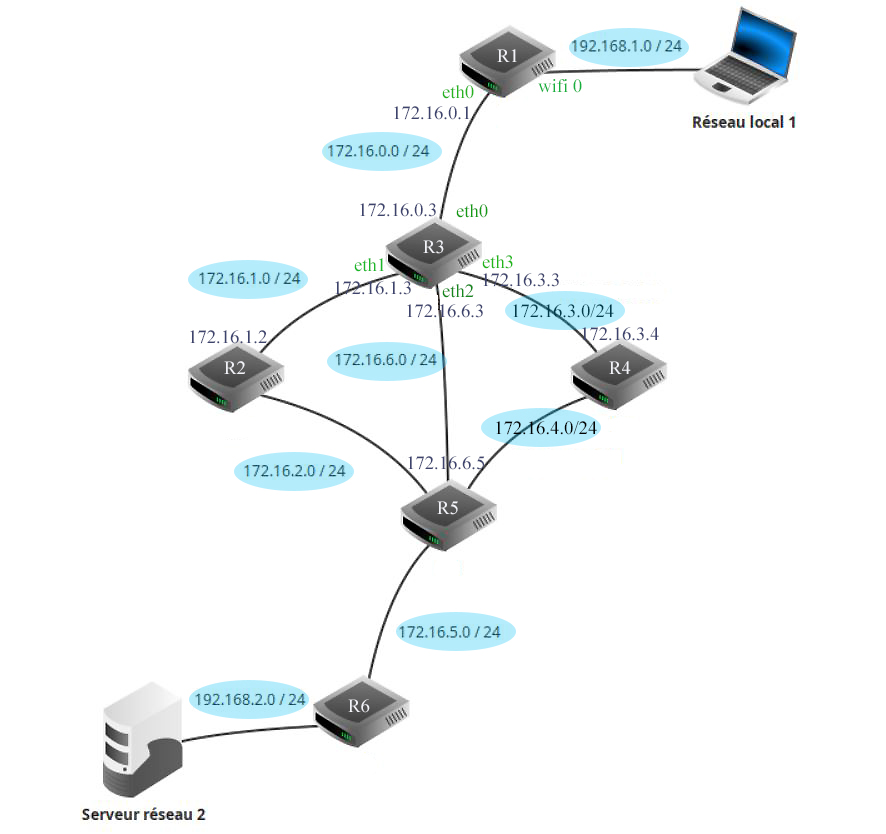 R1
192.168.1.0 / 24
eth0
wifi 0
172.16.0.1
Réseau local 1
172.16.0.0 / 24
172.16.0.3
eth0
R3
eth1
eth3
172.16.1.0 / 24
172.16.1.3
eth2
172.16.3.3
172.16.6.3
172.16.3.0/24
172.16.1.2
172.16.3.4
R2
172.16.6.0 / 24
R4
172.16.4.0/24
172.16.2.0 / 24
172.16.6.5
R5
172.16.5.0 / 24
192.168.2.0 / 24
R6
Serveur réseau 2